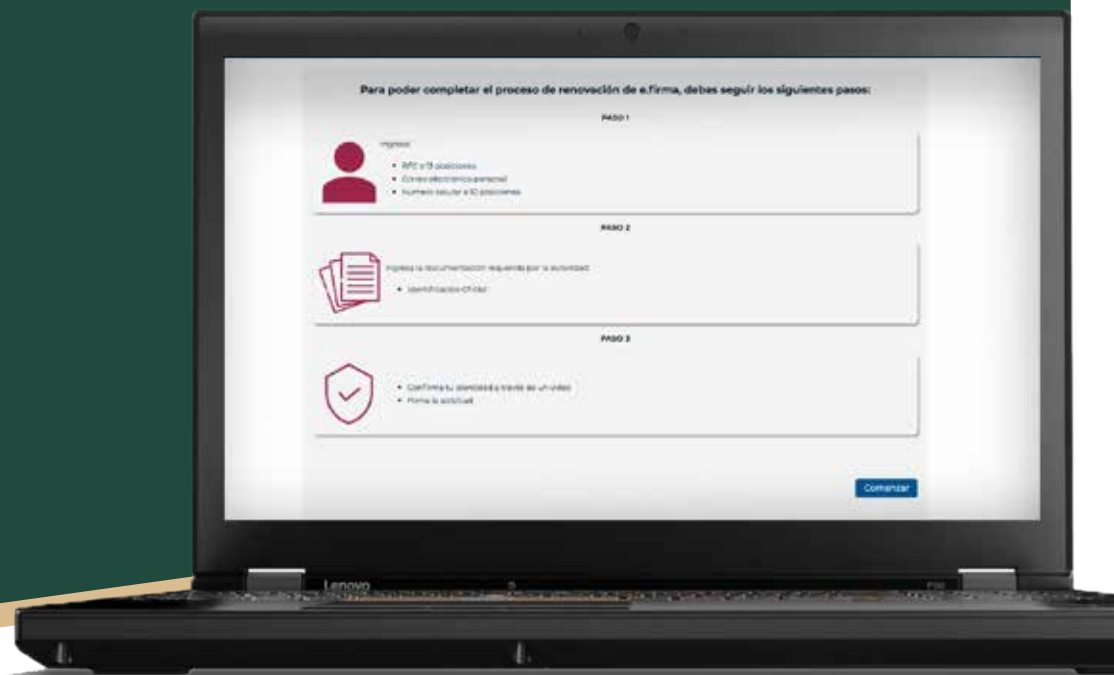 Para poder completar el proceso de renovación de e.firma, debes seguir los siguientes pasos:
PASO 1
Ingresa:
RFC a 13 posiciones
Correo electrónico personal
Número celular a 10 posiciones
PASO 2
Ingresa la documentación requerida por la autoridad:
Identificación Oficial
PASO 3
Confirma tu identidad a través de un video
Firma la solicitud
Comenzar
Lenovo